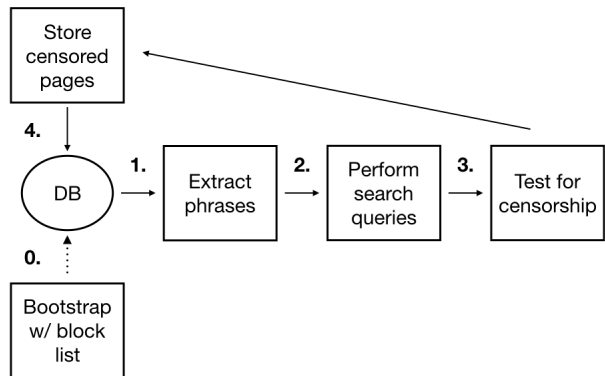 Store
censored
pages
4.
DB
1.
Extract
phrases
2.
Perform
search
queries
3.
Test for
censorship
0.
Bootstrap
w/ block
list